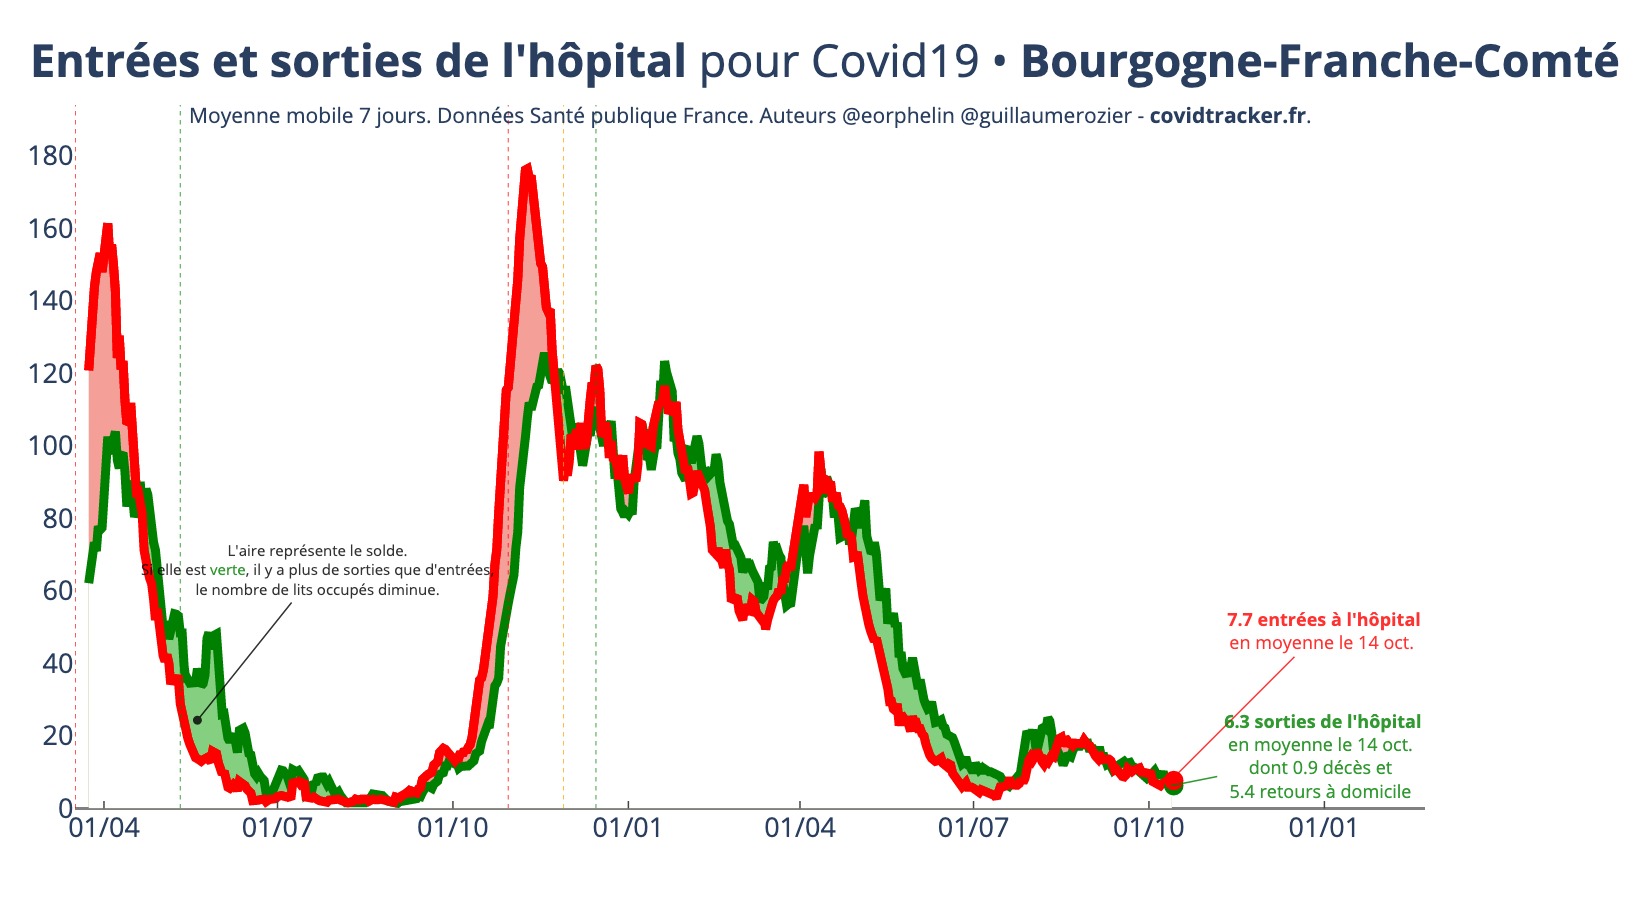 Entrées et sorties de l'hôpital pour Covid19 • Bourgogne-Franche-Comté
Moyenne mobile 7 jours. Données Santé publique France. Auteurs @eorphelin @guillaumerozier - covidtracker.fr.
180
160
140
120
100
80
60
40
20
0
L'aire représente le solde.
Si elle est verte, il y a plus de sorties que d'entrées,
le nombre de lits occupés diminue.
7.7 entrées à l'hôpital
en moyenne le 14 oct.
6.3 sorties de l'hôpital
en moyenne le 14 oct.
dont 0.9 décès et
5.4 retours à domicile
01/04 01/07 01/10 01/01 01/04 01/07 01/10 01/01